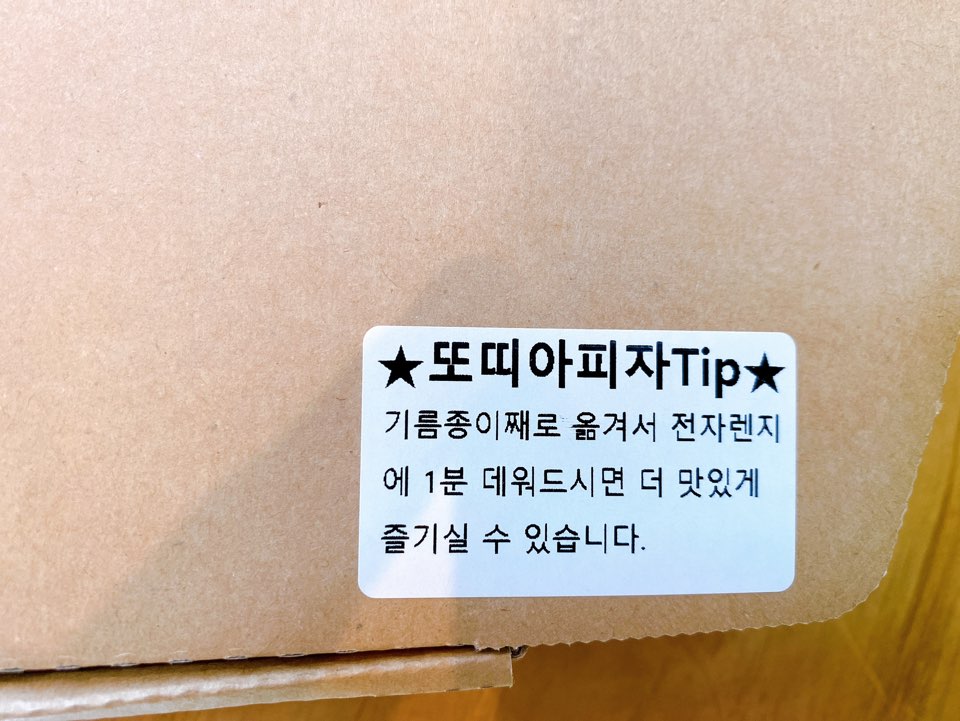 ★또띠아피자Tip★
기름종이째로 옮겨서 전자렌지
에 1분 데워드시면 더 맛있게
즐기실 수 있습니다.